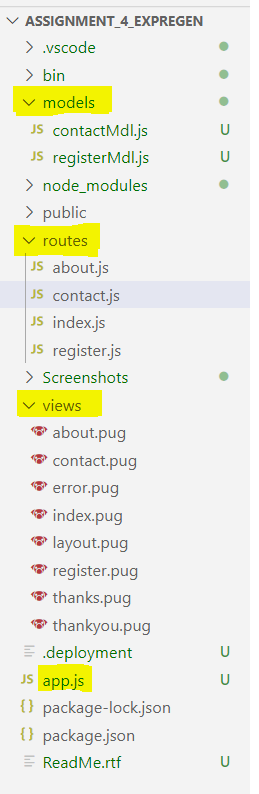 ASSIGNMENT_4_EXPREGEN
.vscode
bin
models
JS contactMdl.js U
JS registerMdl.js U
node_modules
public
routes
JS about.js
JS contact.js
JS index.js
JS register.js
Screenshots
views
about.pug
contact.pug
error.pug
index.pug
layout.pug
register.pug
thanks.pug
thankyou.pug
.deployment U
JS app.js U
{} package-lock.json
{} package.json
ReadMe.rtf U